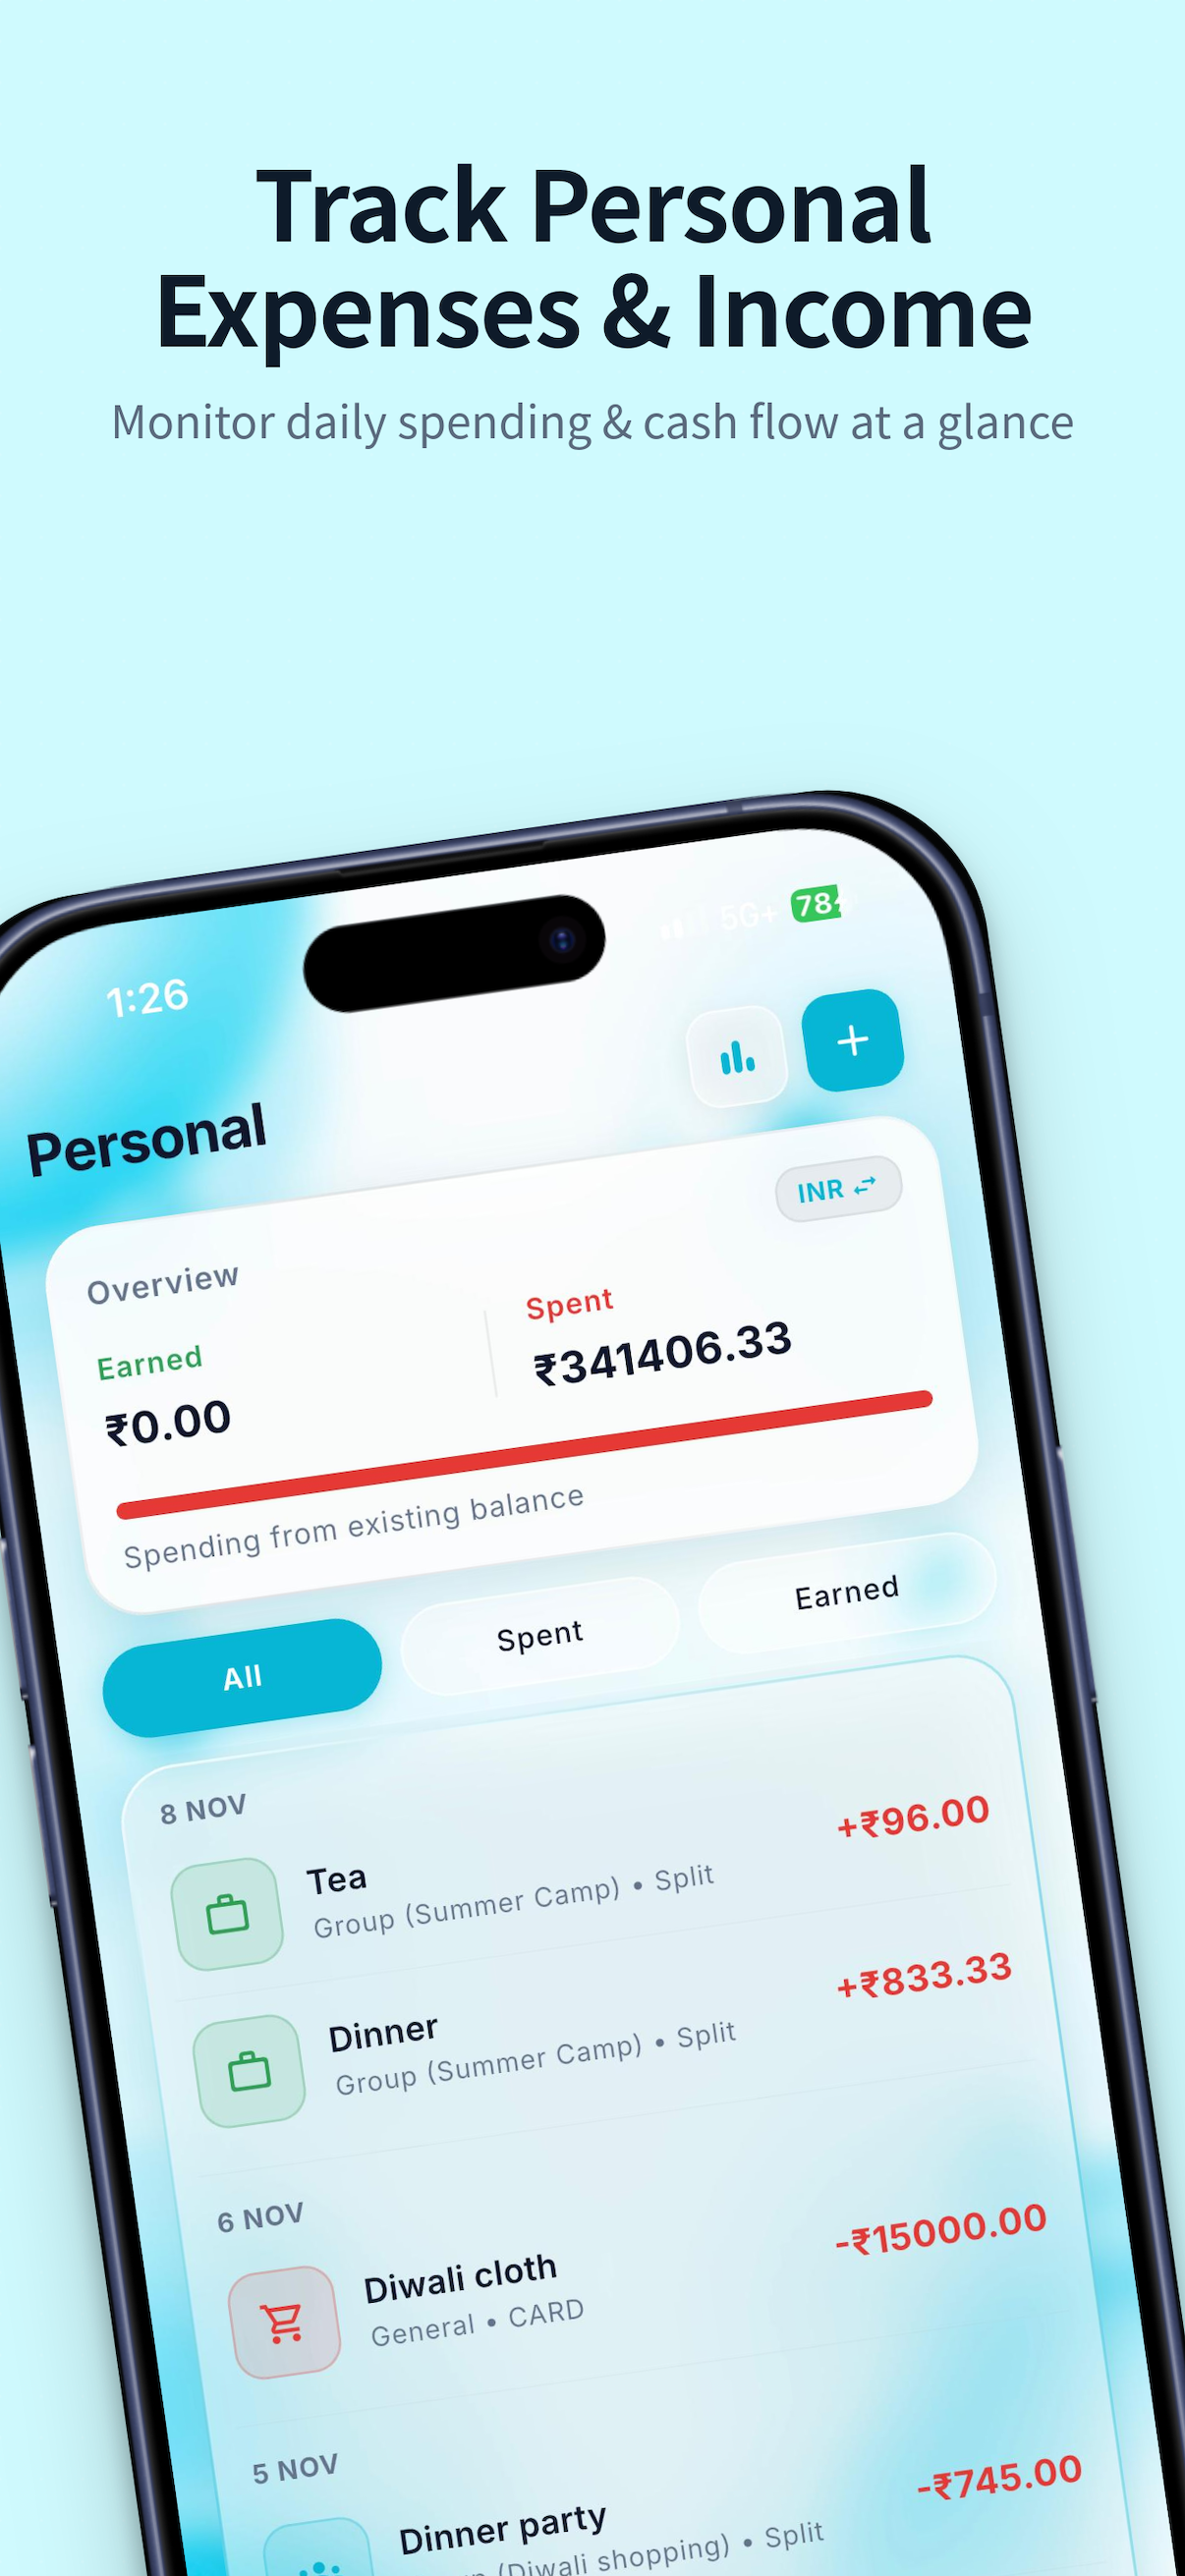 Track Personal
Expenses & Income
Monitor daily spending & cash flow at a glance
1:26
5G+ 78
Personal
INR
Overview
Earned
Spent
₹0.00
₹341406.33
Spending from existing balance
All
Spent
Earned
8 NOV
Tea
+₹96.00
Group (Summer Camp) • Split
Dinner
+₹833.33
Group (Summer Camp) • Split
6 NOV
Diwali cloth
-₹15000.00
General • CARD
5 NOV
Dinner party
-₹745.00
(Diwali shopping) • Split